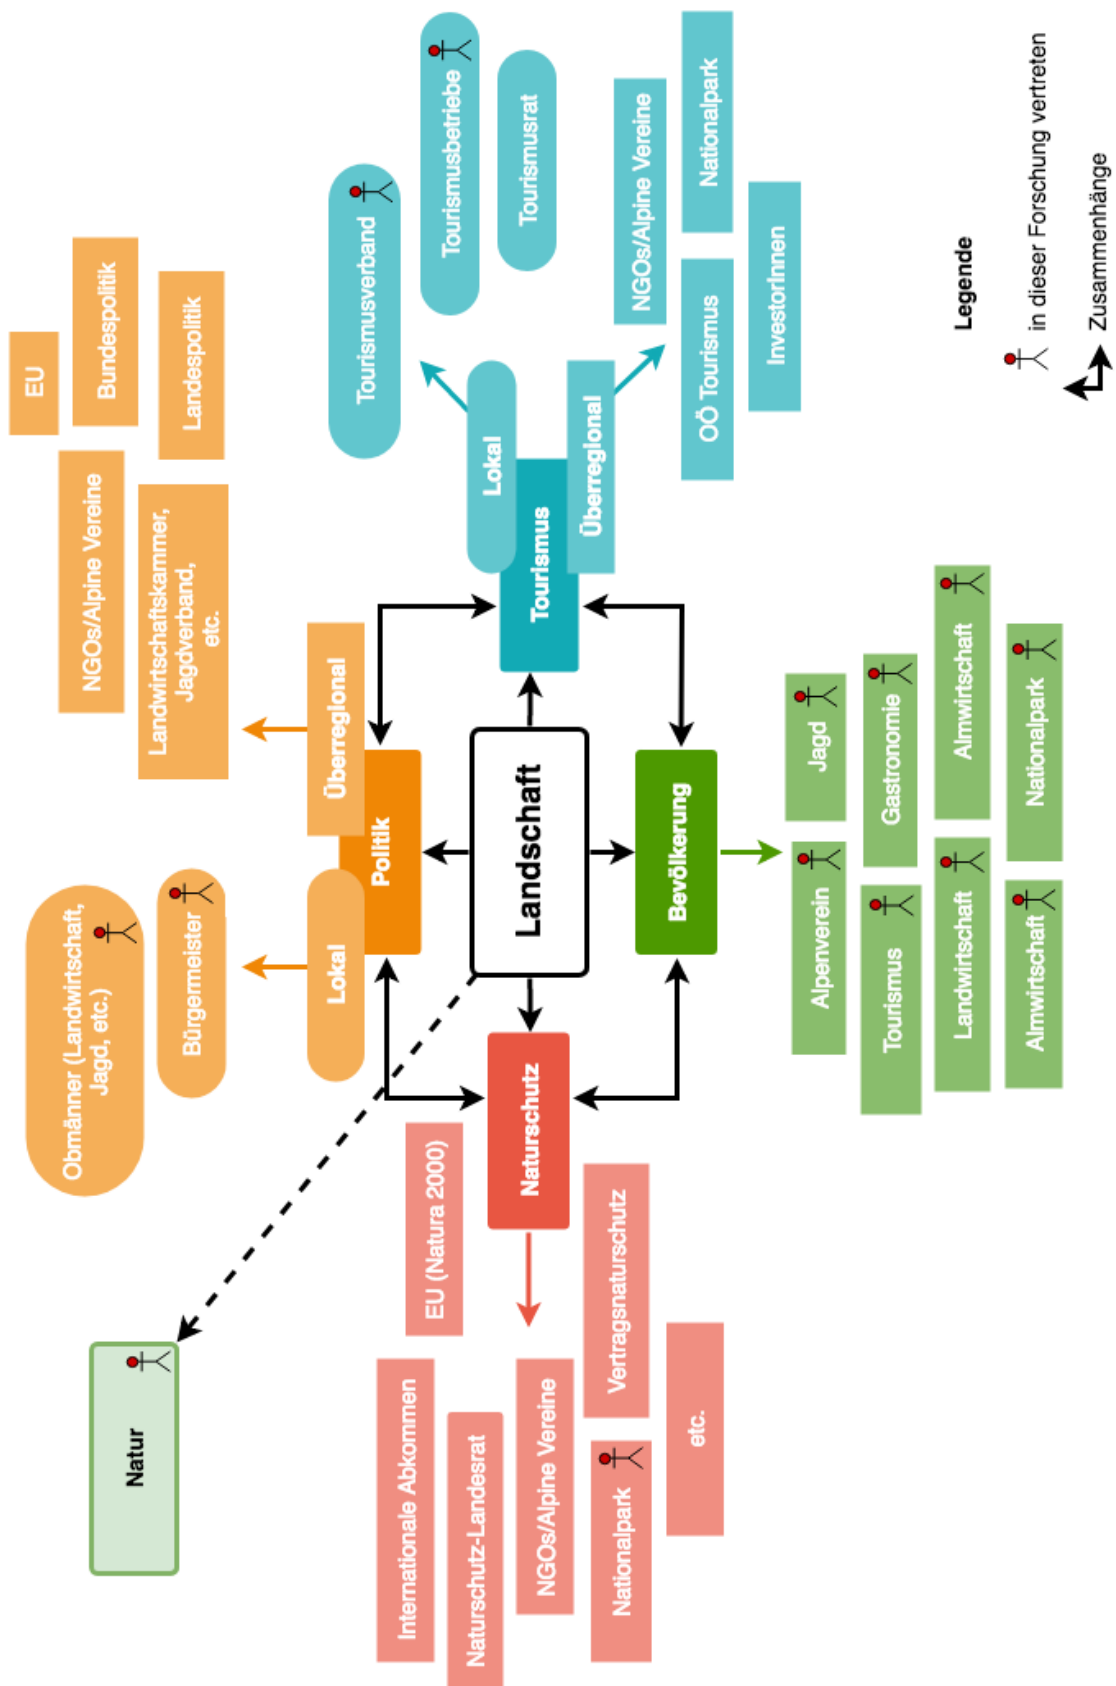 Natur
Obmänner (Landwirtschaft,
Jagd, etc.)
Bürgermeister
Lokal
EU
NGOs/Alpine Vereine
Bundespolitik
Landwirtschaftskammer,
Jagdverband,
etc.
Landespolitik
Überregional
Politik
Internationale Abkommen
EU (Natura 2000)
Naturschutz-Landesrat
NGOs/Alpine Vereine
Nationalpark
Vertragsnaturschutz
etc.
Naturschutz
Landschaft
Tourismus
Lokal
Überregional
Tourismusverband
Tourismusbetriebe
Tourismusrat
NGOs/Alpine Vereine
OÖ Tourismus
Nationalpark
InvestorInnen
Bevölkerung
Alpenverein
Jagd
Tourismus
Gastronomie
Landwirtschaft
Almwirtschaft
Almwirtschaft
Nationalpark
Legende
in dieser Forschung vertreten
Zusammenhänge